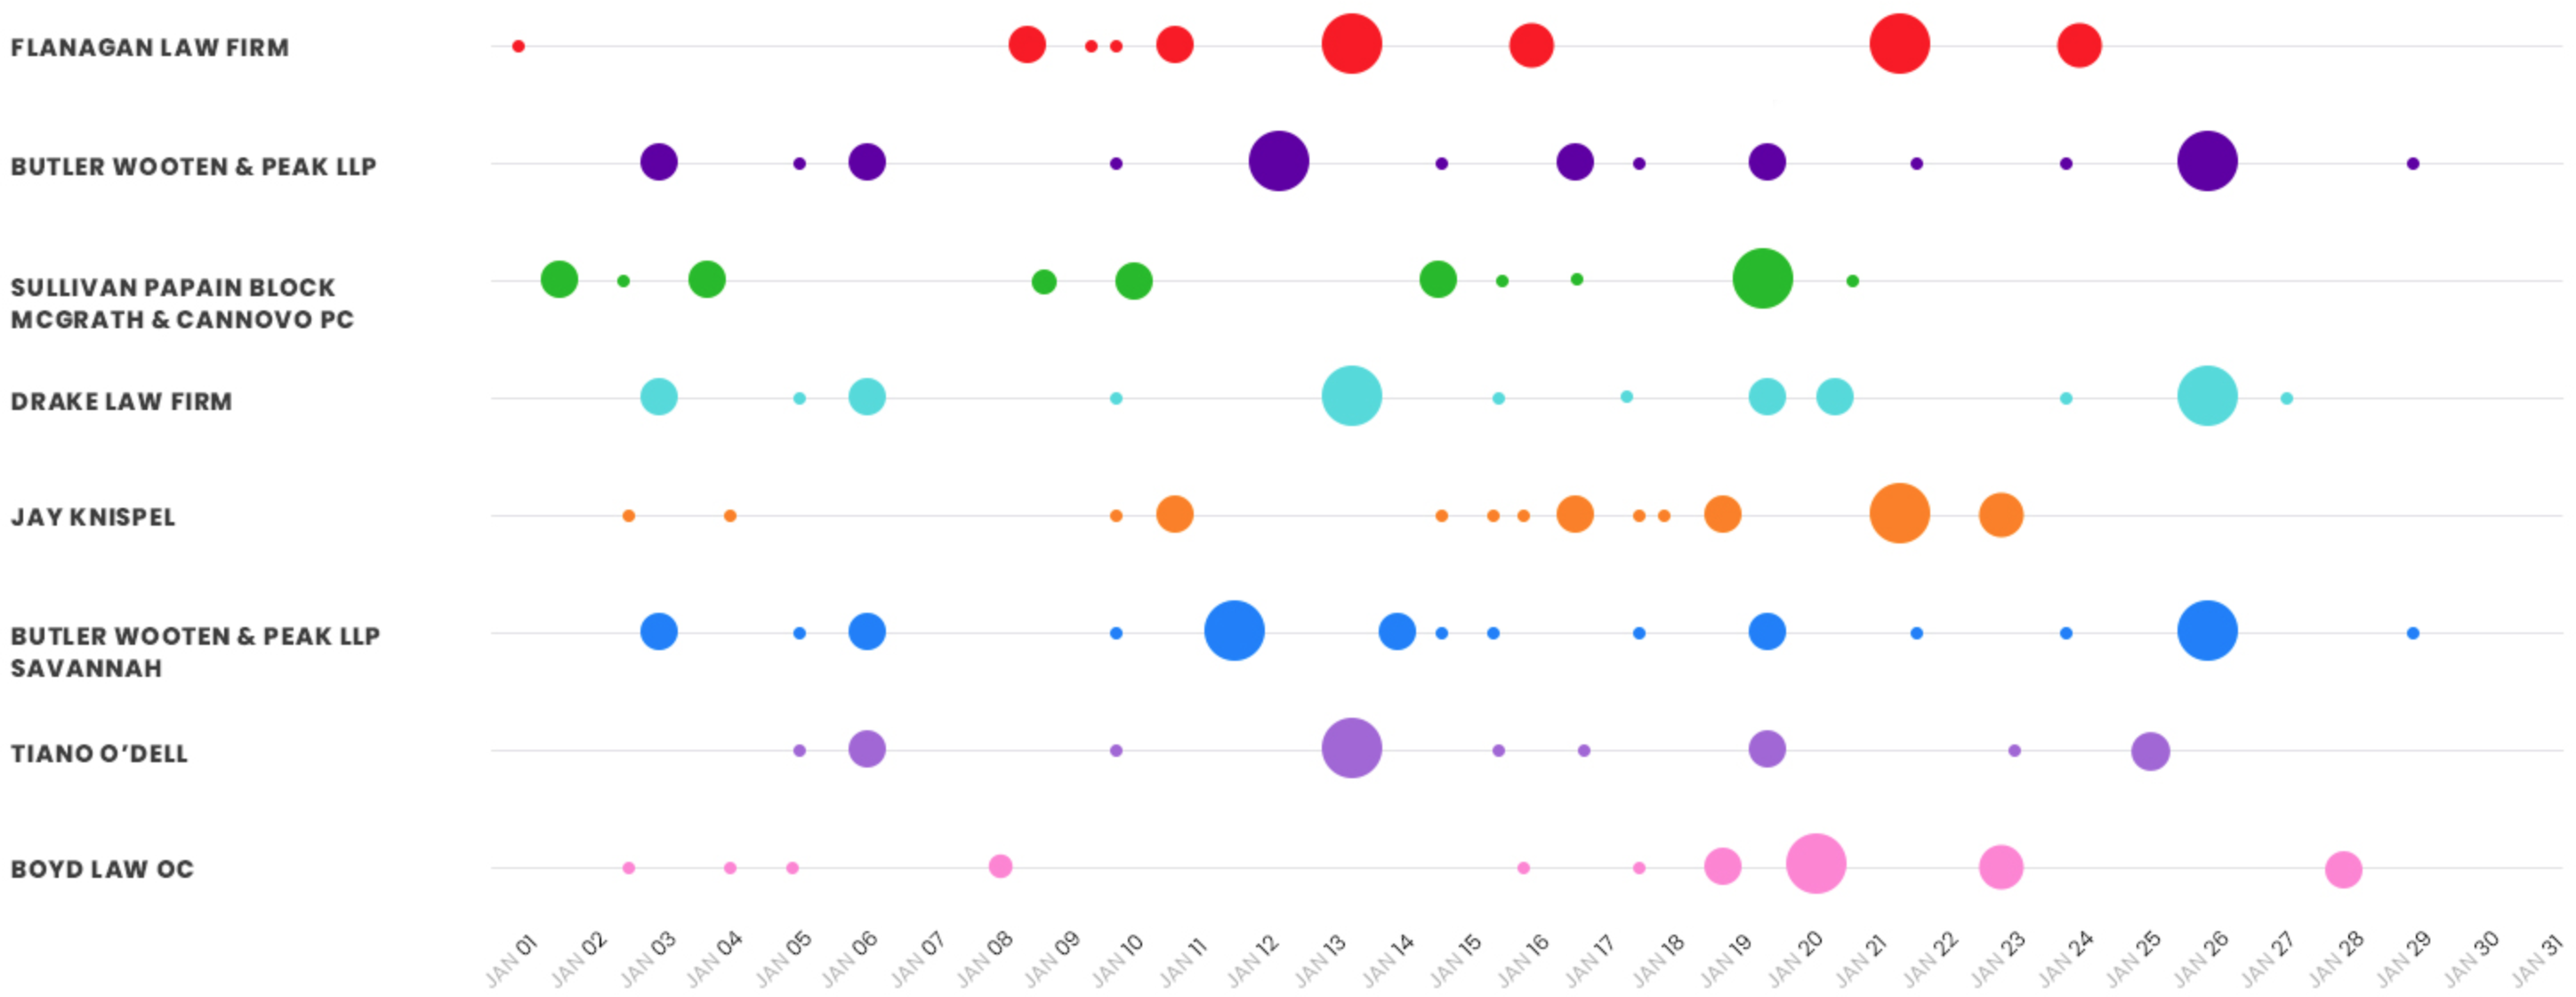 FLANAGAN LAW FIRM
BUTLER WOOTEN & PEAK LLP
SULLIVAN PAPAIN BLOCK
MCGRATH & CANNOVO PC
DRAKE LAW FIRM
JAY KNISPEL
BUTLER WOOTEN & PEAK LLP
SAVANNAH
TIANO O’DELL
BOYD LAW OC
JAN 01
JAN 02
JAN 03
JAN 04
JAN 05
JAN 06
JAN 07
JAN 08
JAN 09
JAN 10
JAN 11
JAN 12
JAN 13
JAN 14
JAN 15
JAN 16
JAN 17
JAN 18
JAN 19
JAN 20
JAN 21
JAN 22
JAN 23
JAN 24
JAN 25
JAN 26
JAN 27
JAN 28
JAN 29
JAN 30
JAN 31